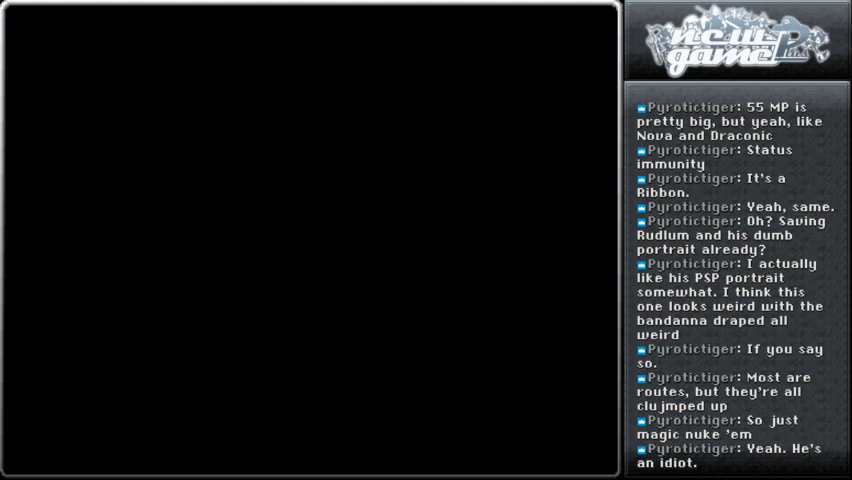 new
game Plus
Pyrotictiger: 55 MP is
pretty big, but yeah, like
Nova and Draconic
Pyrotictiger: Status
immunity
Pyrotictiger: It's a
Ribbon.
Pyrotictiger: Yeah, same.
Pyrotictiger: Oh? Saving
Rudlum and his dumb
portrait already?
Pyrotictiger: I actually
like his PSP portrait
somewhat. I think this
one looks weird with the
bandanna draped all
weird
Pyrotictiger: If you say
so.
Pyrotictiger: Most are
routes, but they're all
clujmped up
Pyrotictiger: So just
magic nuke 'em
Pyrotictiger: Yeah. He's
an idiot.